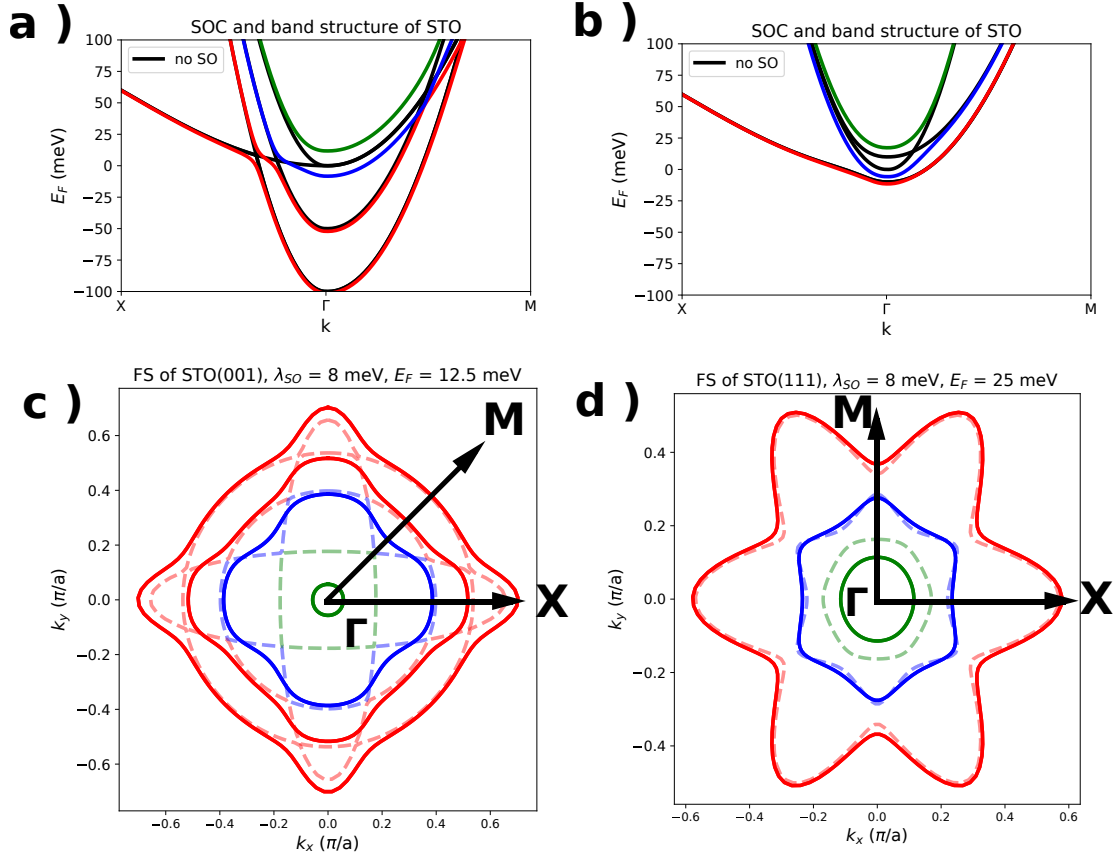 a )
SOC and band structure of STO
no SO
100
75
50
25
0
−25
−50
−75
−100
E_F (meV)
X
Γ
M
k
b )
SOC and band structure of STO
no SO
100
75
50
25
0
−25
−50
−75
−100
E_F (meV)
X
Γ
M
k
c )
FS of STO(001), λ_SO = 8 meV, E_F = 12.5 meV
M
X
Γ
0.6
0.4
0.2
0.0
−0.2
−0.4
−0.6
k_y (π/a)
−0.6
−0.4
−0.2
0.0
0.2
0.4
0.6
k_x (π/a)
d )
FS of STO(111), λ_SO = 8 meV, E_F = 25 meV
M
X
Γ
0.4
0.2
0.0
−0.2
−0.4
k_y (π/a)
−0.6
−0.4
−0.2
0.0
0.2
0.4
0.6
k_x (π/a)